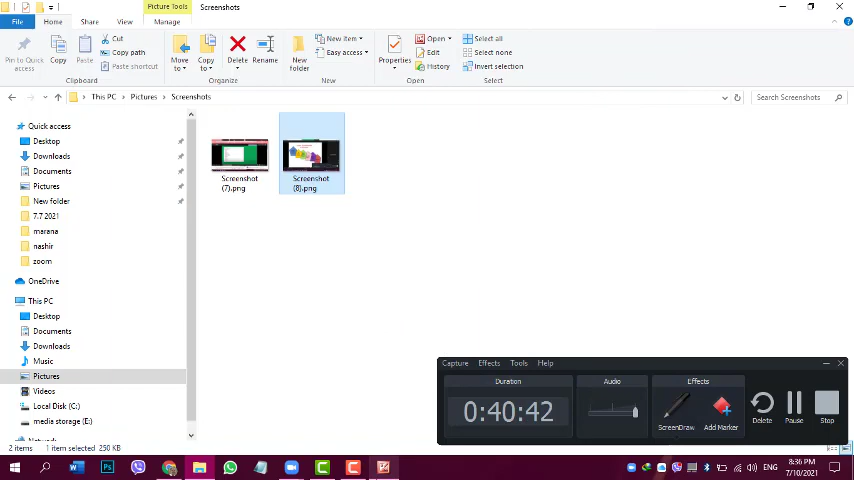 Picture Tools
Screenshots
File
Home
Share
View
Manage
Pin to Quick
access
Copy
Paste
Cut
Copy path
Paste shortcut
Clipboard
Move
to
Copy
to
Delete
Rename
Organize
New
folder
New item
Easy access
New
Properties
Open
Edit
History
Open
Select all
Select none
Invert selection
Select
This PC
Pictures
Screenshots
Search Screenshots
Quick access
Desktop
Downloads
Documents
Pictures
New folder
7.7 2021
marana
nashir
zoom
OneDrive
This PC
Desktop
Documents
Downloads
Music
Pictures
Videos
Local Disk (C:)
media storage (E:)
Screenshot
(7).png
Screenshot
(8).png
Capture
Effects
Tools
Help
Duration
0:40:42
Audio
Effects
ScreenDraw
Add Marker
Delete
Pause
Stop
2 items
1 item selected 250 KB
ENG
8:36 PM
7/10/2021